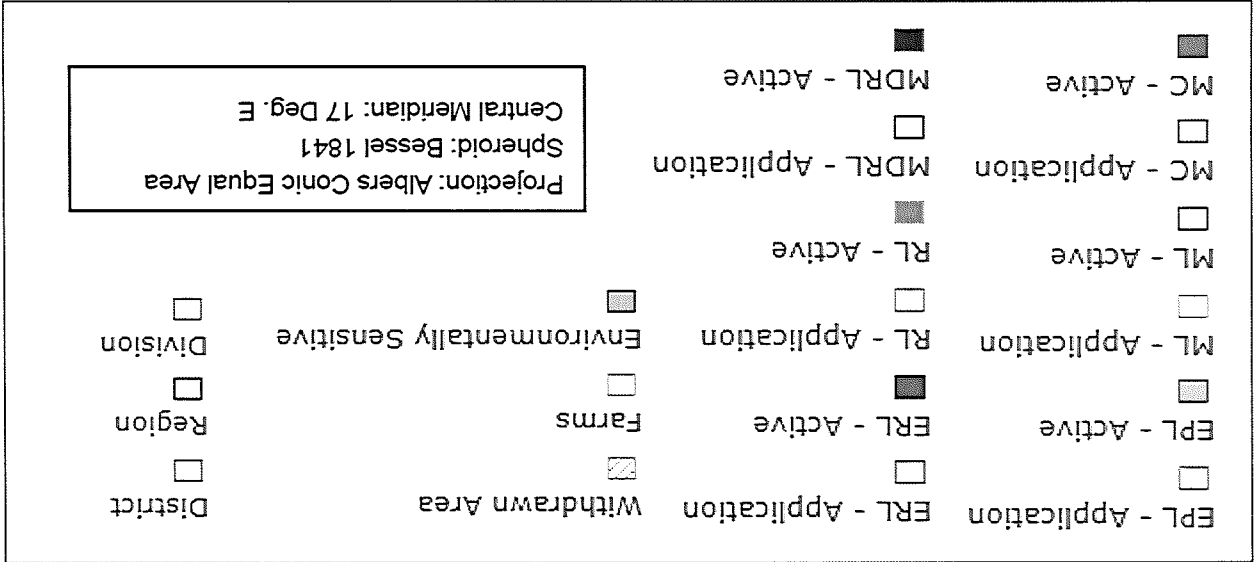 EPL - Application
EPL - Active
ML - Application
ML - Active
MC - Application
MC - Active
ERL - Application
ERL - Active
RL - Application
RL - Active
MDRL - Application
MDRL - Active
Withdrawn Area
Farms
Environmentally Sensitive
District
Region
Division
Projection: Albers Conic Equal Area
Spheroid: Bessel 1841
Central Meridian: 17 Deg. E